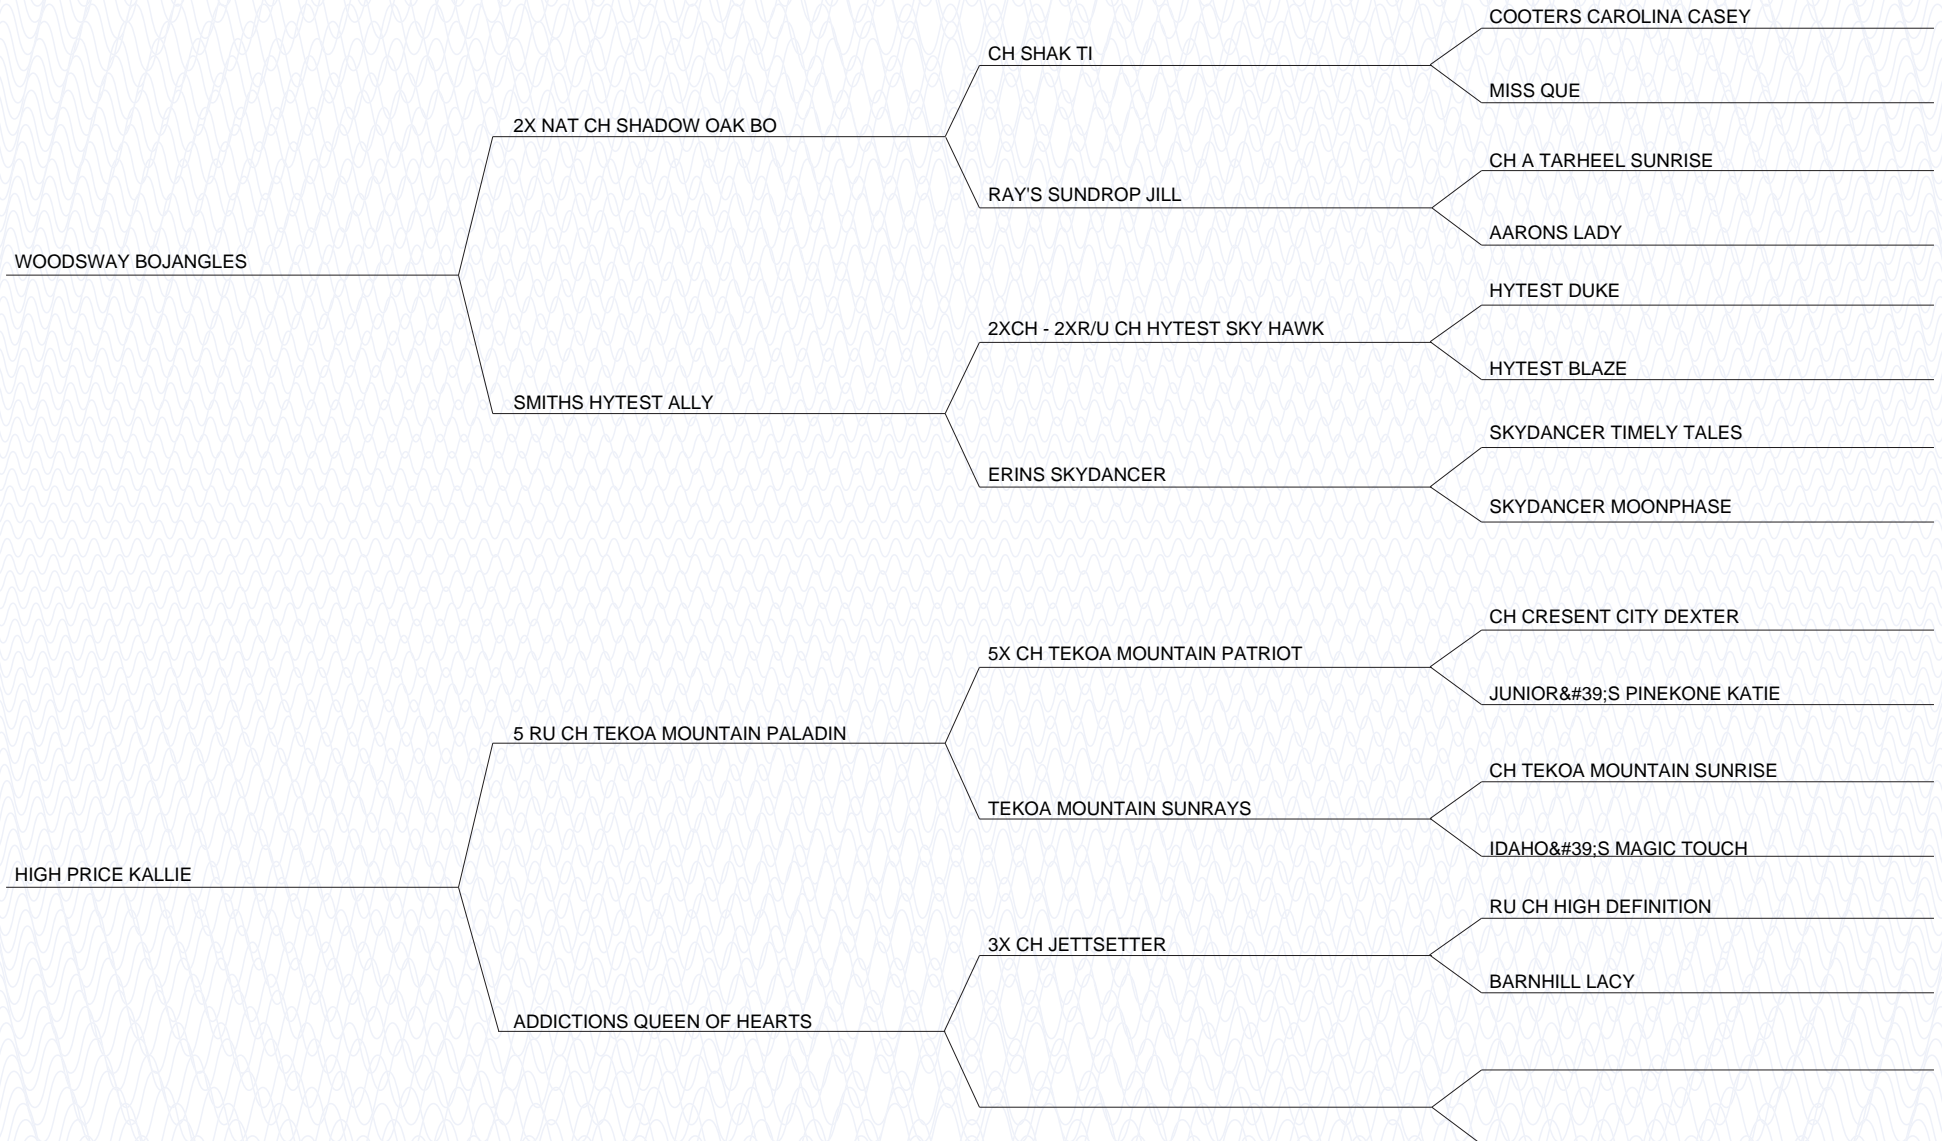 COOTERS CAROLINA CASEY
CH SHAK TI
MISS QUE
2X NAT CH SHADOW OAK BO
CH A TARHEEL SUNRISE
RAY'S SUNDROP JILL
AARONS LADY
WOODSWAY BOJANGLES
HYTEST DUKE
2XCH - 2XR/U CH HYTEST SKY HAWK
HYTEST BLAZE
SMITHS HYTEST ALLY
SKYDANCER TIMELY TALES
ERINS SKYDANCER
SKYDANCER MOONPHASE
CH CRESENT CITY DEXTER
5X CH TEKOA MOUNTAIN PATRIOT
JUNIOR&#39;S PINEKONE KATIE
5 RU CH TEKOA MOUNTAIN PALADIN
CH TEKOA MOUNTAIN SUNRISE
TEKOA MOUNTAIN SUNRAYS
IDAHO&#39;S MAGIC TOUCH
HIGH PRICE KALLIE
RU CH HIGH DEFINITION
3X CH JETTSETTER
BARNHILL LACY
ADDICTIONS QUEEN OF HEARTS